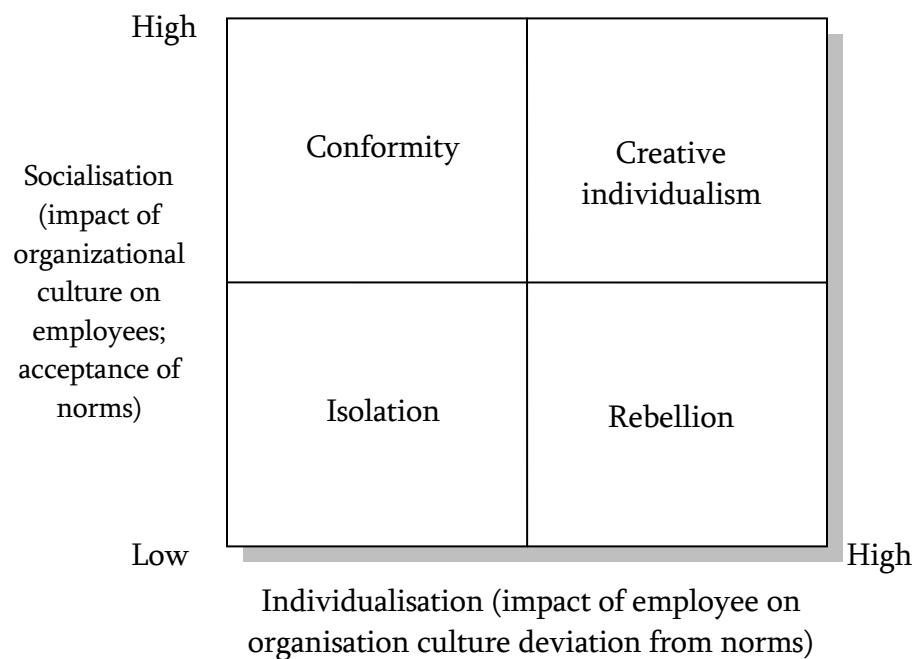 High
Conformity
Creative
individualism
Socialisation
(impact of
organizational
culture on
employees;
acceptance of
norms)
Isolation
Rebellion
Low
High
Individualisation (impact of employee on
organisation culture deviation from norms)